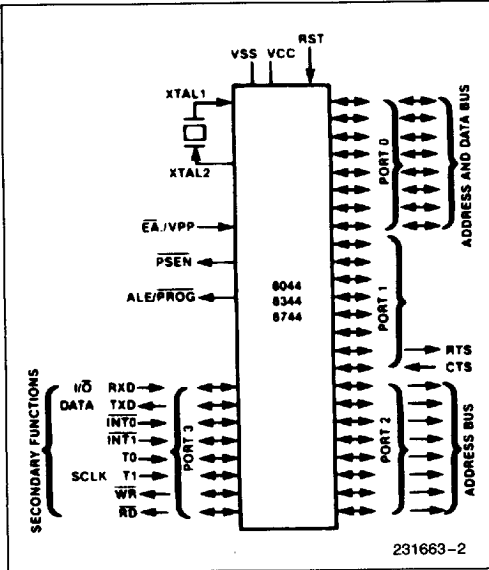 RST
VSS VCC
XTAL1
XTAL2
EA./VPP
PSEN
ALE/PROG
8044
8344
8744
PORT 0
ADDRESS AND DATA BUS
PORT 1
RTS
CTS
PORT 2
ADDRESS BUS
SECONDARY FUNCTIONS
I/O RXD
DATA TXD
INT0
INT1
T0
SCLK T1
WR
RD
PORT 3
231663-2